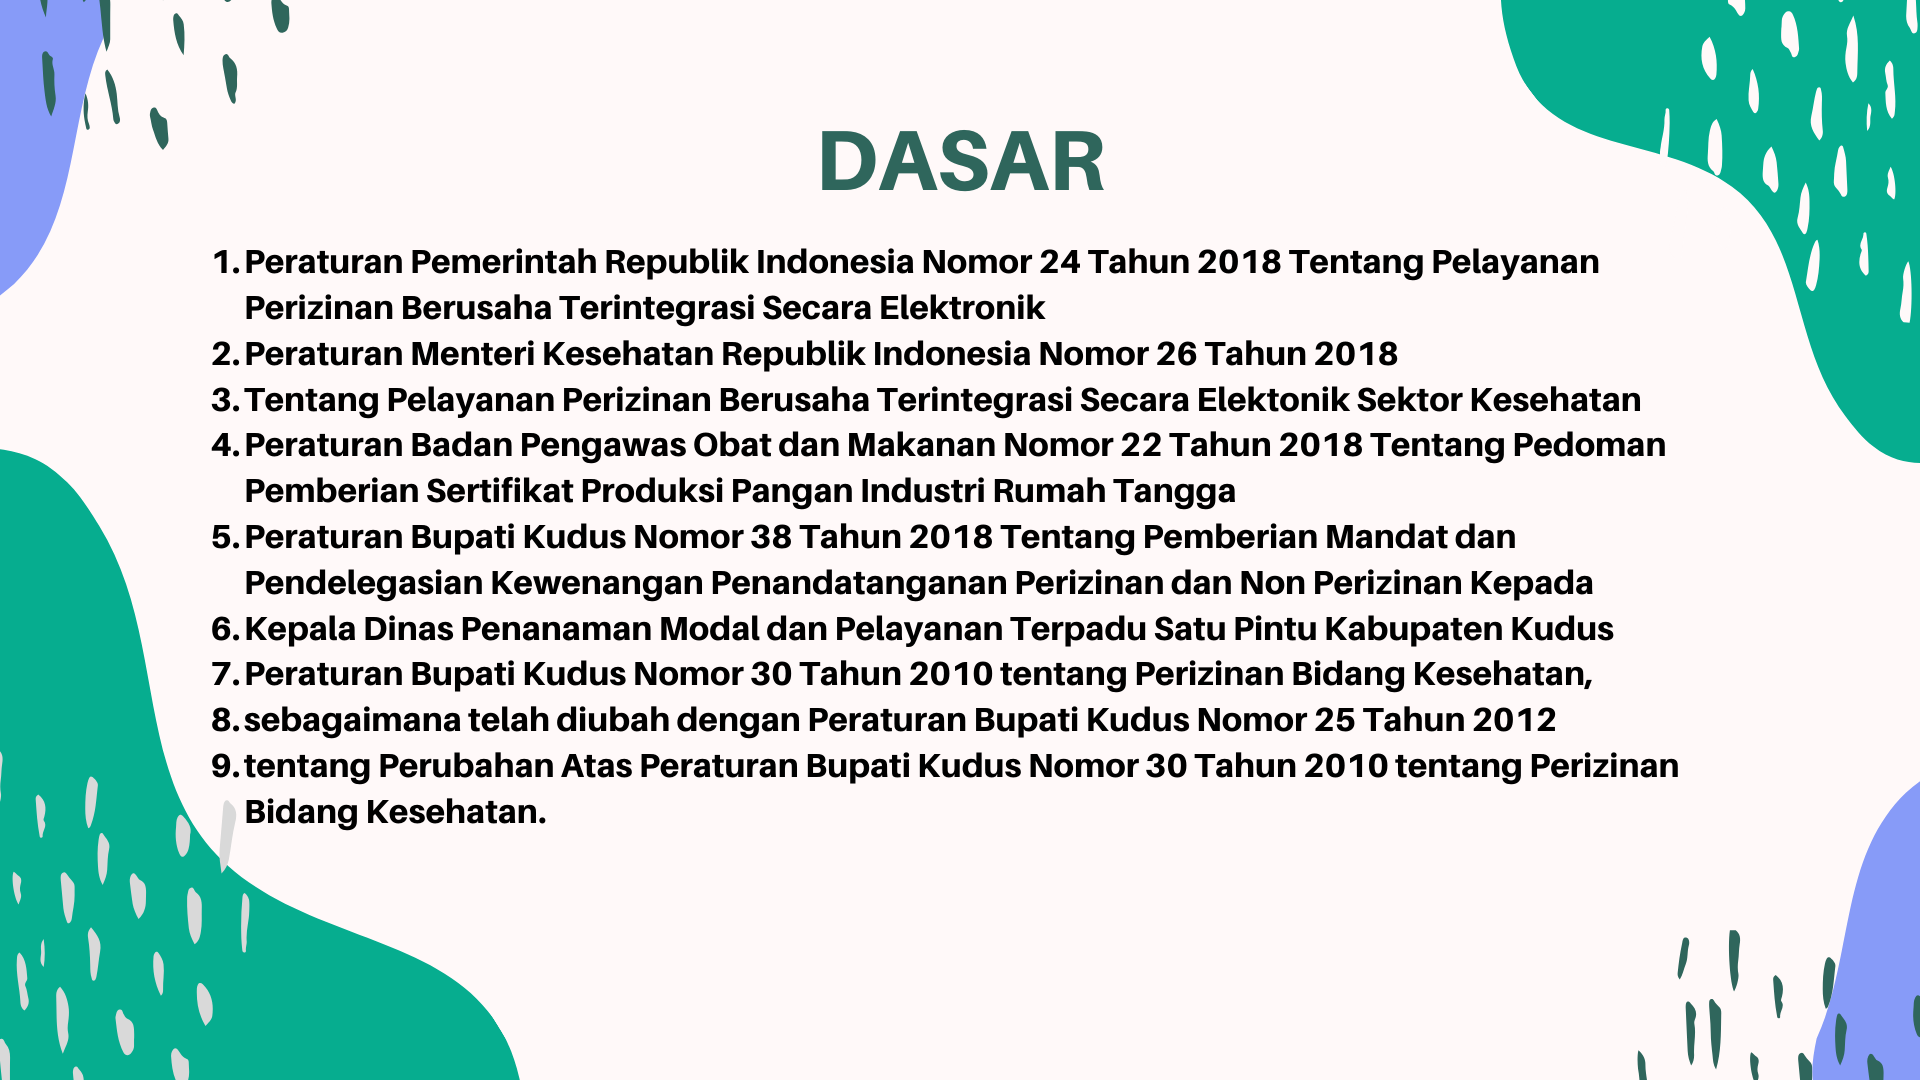 DASAR
1. Peraturan Pemerintah Republik Indonesia Nomor 24 Tahun 2018 Tentang Pelayanan
Perizinan Berusaha Terintegrasi Secara Elektronik
2. Peraturan Menteri Kesehatan Republik Indonesia Nomor 26 Tahun 2018
3. Tentang Pelayanan Perizinan Berusaha Terintegrasi Secara Elektonik Sektor Kesehatan
4. Peraturan Badan Pengawas Obat dan Makanan Nomor 22 Tahun 2018 Tentang Pedoman
Pemberian Sertifikat Produksi Pangan Industri Rumah Tangga
5. Peraturan Bupati Kudus Nomor 38 Tahun 2018 Tentang Pemberian Mandat dan
Pendelegasian Kewenangan Penandatanganan Perizinan dan Non Perizinan Kepada
6. Kepala Dinas Penanaman Modal dan Pelayanan Terpadu Satu Pintu Kabupaten Kudus
7. Peraturan Bupati Kudus Nomor 30 Tahun 2010 tentang Perizinan Bidang Kesehatan,
8. sebagaimana telah diubah dengan Peraturan Bupati Kudus Nomor 25 Tahun 2012
9. tentang Perubahan Atas Peraturan Bupati Kudus Nomor 30 Tahun 2010 tentang Perizinan
Bidang Kesehatan.